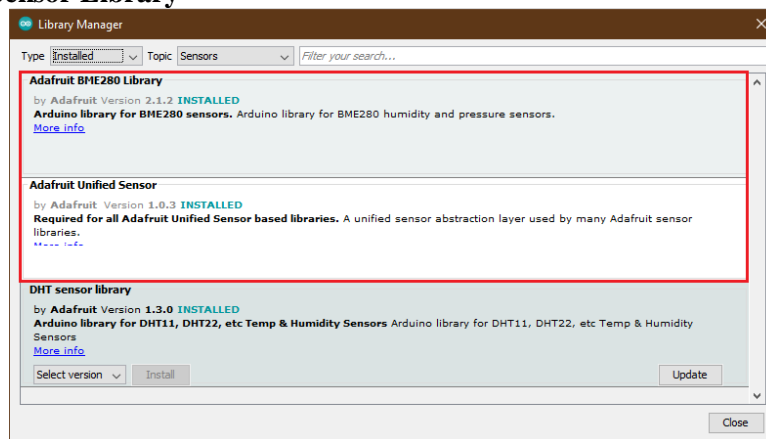 Library Manager
Type Installed Topic Sensors Filter your search...
Adafruit BME280 Library
by Adafruit Version 2.1.2 INSTALLED
Arduino library for BME280 sensors. Arduino library for BME280 humidity and pressure sensors.
More info
Adafruit Unified Sensor
by Adafruit Version 1.0.3 INSTALLED
Required for all Adafruit Unified Sensor based libraries. A unified sensor abstraction layer used by many Adafruit sensor
libraries.
More info
DHT sensor library
by Adafruit Version 1.3.0 INSTALLED
Arduino library for DHT11, DHT22, etc Temp & Humidity Sensors Arduino library for DHT11, DHT22, etc Temp & Humidity
Sensors
More info
Select version Install Update
Close